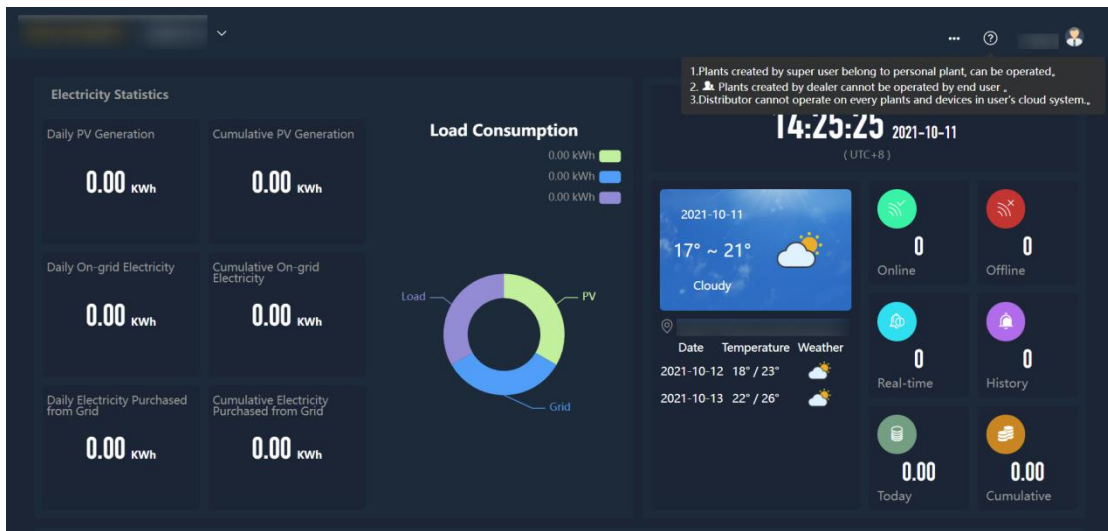 1.Plants created by super user belong to personal plant, can be operated。
2. Plants created by dealer cannot be operated by end user 。
3.Distributor cannot operate on every plants and devices in user's cloud system.。
Electricity Statistics
Daily PV Generation
0.00 KWh
Cumulative PV Generation
0.00 KWh
Daily On-grid Electricity
0.00 KWh
Cumulative On-grid
Electricity
0.00 KWh
Daily Electricity Purchased
from Grid
0.00 KWh
Cumulative Electricity
Purchased from Grid
0.00 KWh
Load Consumption
0.00 kWh
0.00 kWh
0.00 kWh
Load
PV
Grid
14:25:25 2021-10-11
(UTC+8)
2021-10-11
17° ~ 21°
Cloudy
Date Temperature Weather
2021-10-12 18° / 23°
2021-10-13 22° / 26°
0
Online
0
Offline
0
Real-time
0
History
0.00
Today
0.00
Cumulative